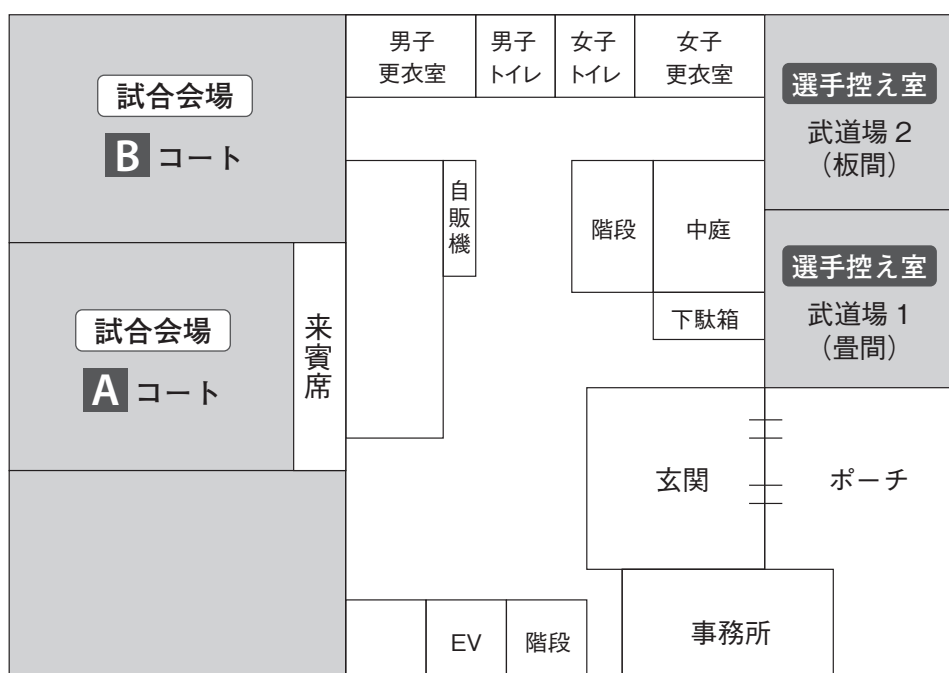 男子
更衣室
男子
トイレ
女子
トイレ
女子
更衣室
試合会場
B コート
選手控え室
武道場 2
（板間）
自販機
階段
中庭
選手控え室
武道場 1
（畳間）
下駄箱
試合会場
A コート
来賓席
玄関
ポーチ
EV
階段
事務所